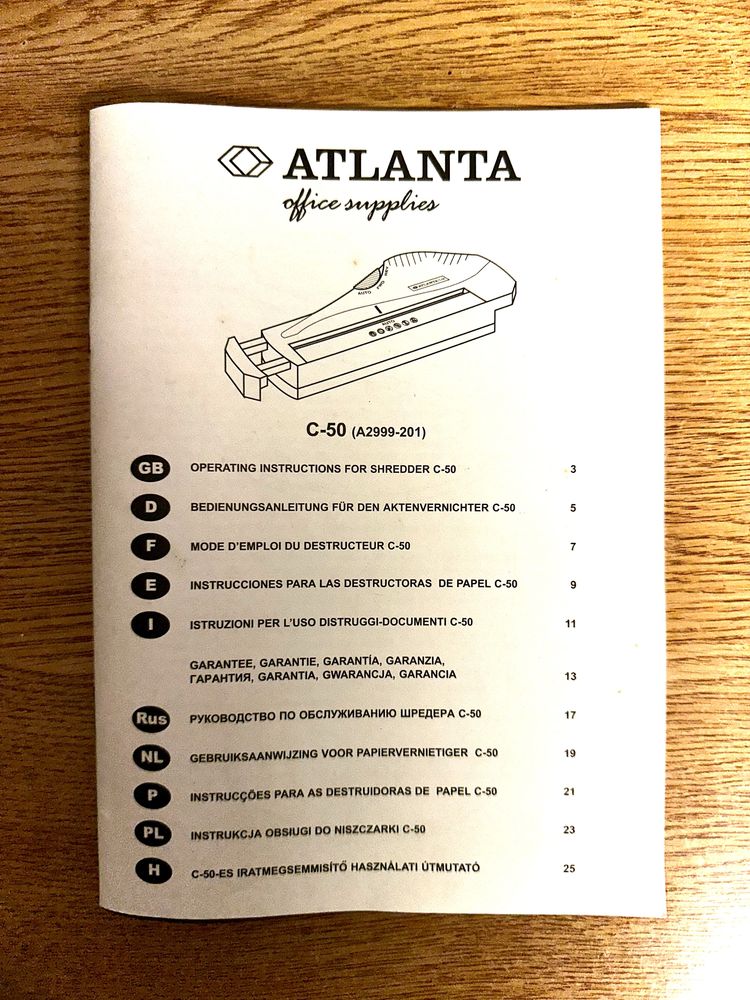 ATLANTA
office supplies
C-50 (A2999-201)
GB OPERATING INSTRUCTIONS FOR SHREDDER C-50 3
D BEDIENUNGSANLEITUNG FÜR DEN AKTENVERNICHTER C-50 5
F MODE D'EMPLOI DU DESTRUCTEUR C-50 7
E INSTRUCCIONES PARA LAS DESTRUCTORAS DE PAPEL C-50 9
I ISTRUZIONI PER L'USO DISTRUGGI-DOCUMENTI C-50 11
GARANTEE, GARANTIE, GARANTÍA, GARANZIA,
ГАРАНТИЯ, GARANTIA, GWARANCJA, GARANCIA 13
Rus РУКОВОДСТВО ПО ОБСЛУЖИВАНИЮ ШРЕДЕРА C-50 17
NL GEBRUIKSAANWIJZING VOOR PAPIERVERNIETIGER C-50 19
P INSTRUCÇÕES PARA AS DESTRUIDORAS DE PAPEL C-50 21
PL INSTRUKCJA OBSIUGI DO NISZCZARKI C-50 23
H C-50-ES IRATMEGSEMMISÍTŐ HASZNÁLATI ÚTMUTATÓ 25